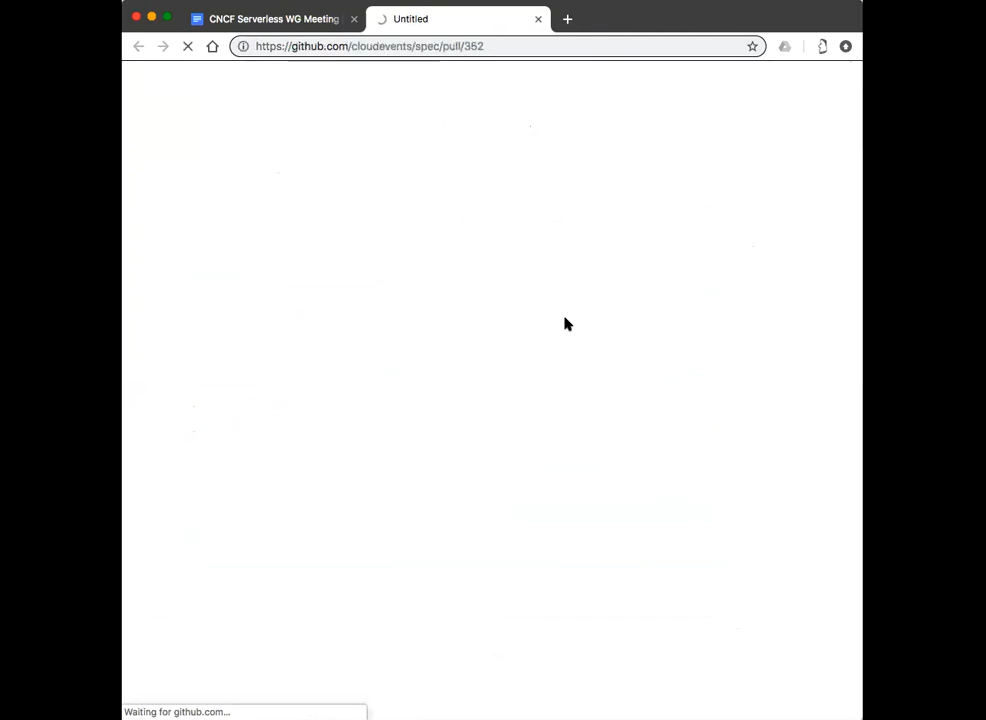 CNCF Serverless WG Meeting
Untitled
https://github.com/cloudevents/spec/pull/362
Waiting for github.com...